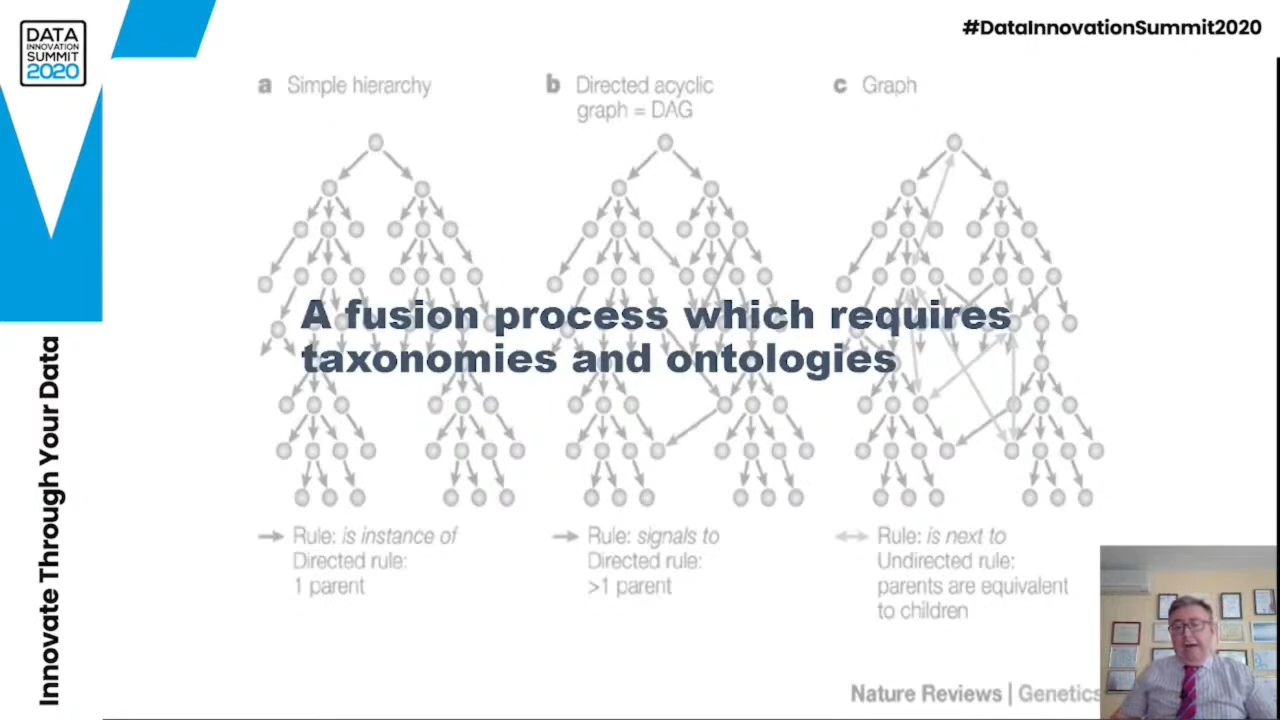 DATA
INNOVATION
SUMMIT
2020
#DataInnovationSummit2020
Innovate Through Your Data
a Simple hierarchy
b Directed acyclic
graph = DAG
c Graph
A fusion process which requires
taxonomies and ontologies
Rule: is instance of
Directed rule:
1 parent
Rule: signals to
Directed rule:
>1 parent
Rule: is next to
Undirected rule:
parents are equivalent
to children
Nature Reviews | Genetics